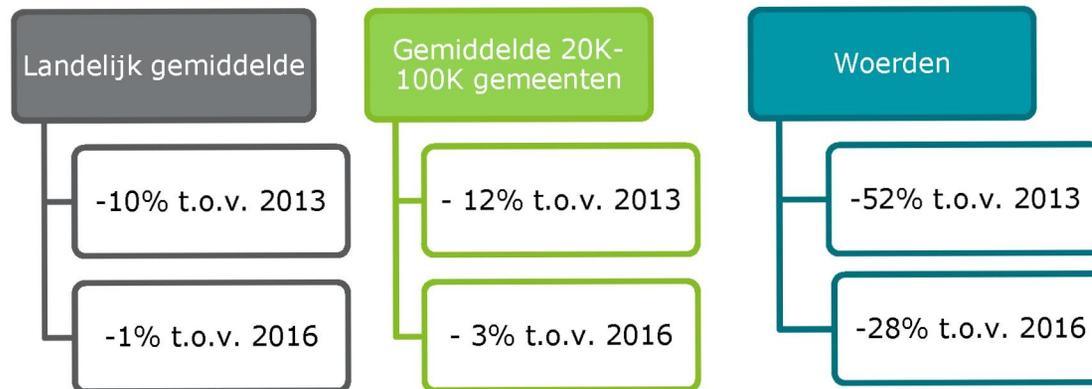 Landelijk gemiddelde
-10% t.o.v. 2013
-1% t.o.v. 2016
Gemiddelde 20K-
100K gemeenten
- 12% t.o.v. 2013
- 3% t.o.v. 2016
Woerden
-52% t.o.v. 2013
-28% t.o.v. 2016